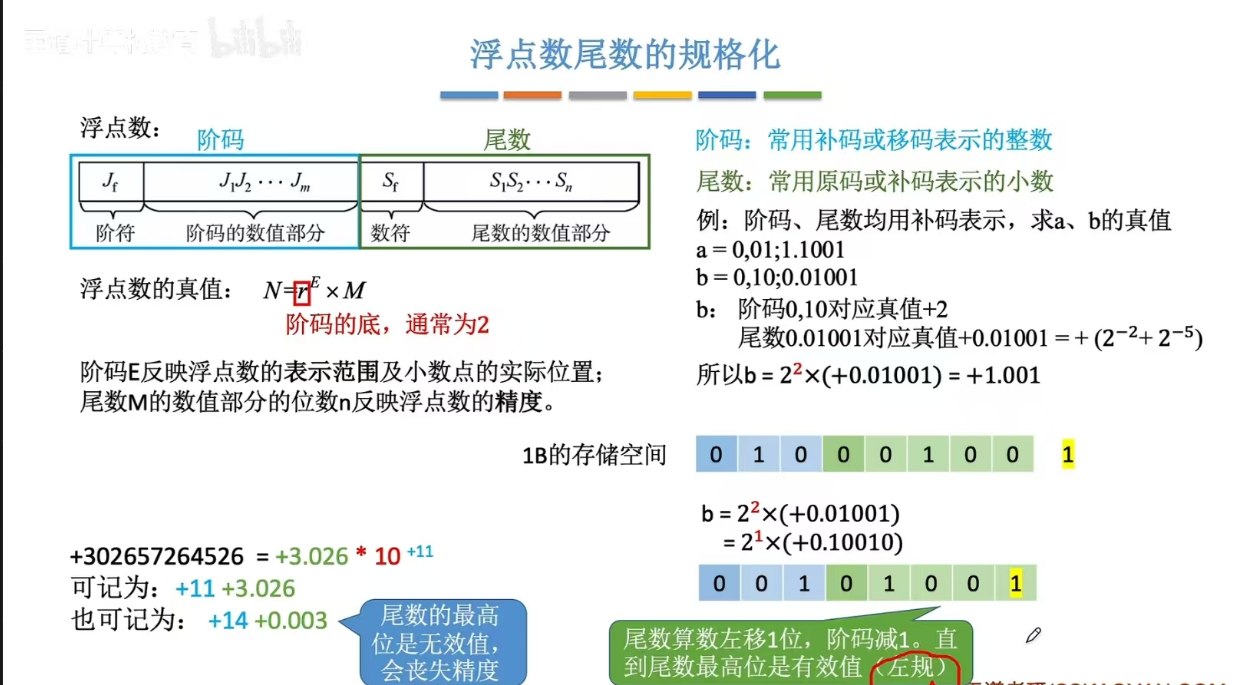 bilibili
浮点数尾数的规格化
浮点数：
阶码
尾数
J_f J_1J_2 ⋯ J_m S_f S_1S_2 ⋯ S_n
阶符 阶码的数值部分 数符 尾数的数值部分
浮点数的真值： N=r^E × M
阶码的底，通常为2
阶码E反映浮点数的表示范围及小数点的实际位置；
尾数M的数值部分的位数n反映浮点数的精度。
阶码：常用补码或移码表示的整数
尾数：常用原码或补码表示的小数
例：阶码、尾数均用补码表示，求a、b的真值
a = 0,01;1.1001
b = 0,10;0.01001
b： 阶码0,10对应真值+2
尾数0.01001对应真值+0.01001 = + (2^-2 + 2^-5)
所以b = 2^2×(+0.01001) = +1.001
1B的存储空间 0 1 0 0 0 1 0 0 1
b = 2^2×(+0.01001)
= 2^1×(+0.10010)
0 0 1 0 1 0 0 1
+302657264526 = +3.026 * 10 +11
可记为： +11 +3.026
也可记为： +14 +0.003
尾数的最高
位是无效值，
会丧失精度
尾数算数左移1位，阶码减1。直
到尾数最高位是有效值（左规）